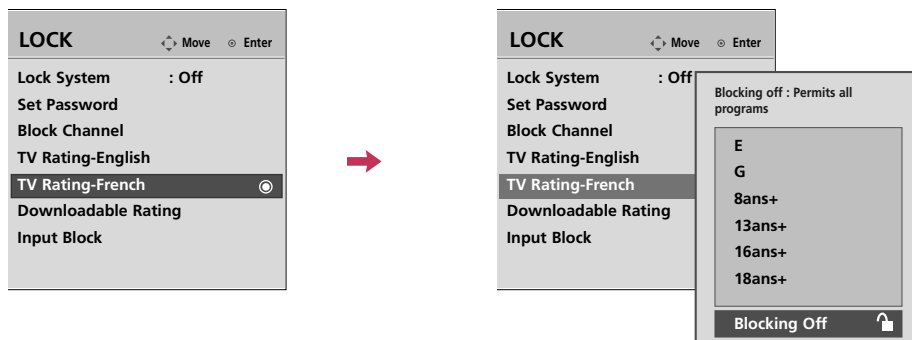 LOCK Move Enter
Lock System : Off
Set Password
Block Channel
TV Rating-English
TV Rating-French
Downloadable Rating
Input Block
LOCK Move Enter
Lock System : Off
Set Password
Block Channel
TV Rating-English
TV Rating-French
Downloadable Rating
Input Block
Blocking off : Permits all
programs
E
G
8ans+
13ans+
16ans+
18ans+
Blocking Off